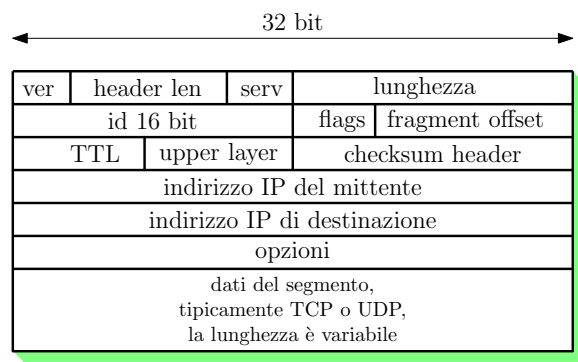 32 bit
ver header len serv lunghezza
id 16 bit flags fragment offset
TTL upper layer checksum header
indirizzo IP del mittente
indirizzo IP di destinazione
opzioni
dati del segmento,
tipicamente TCP o UDP,
la lunghezza è variabile